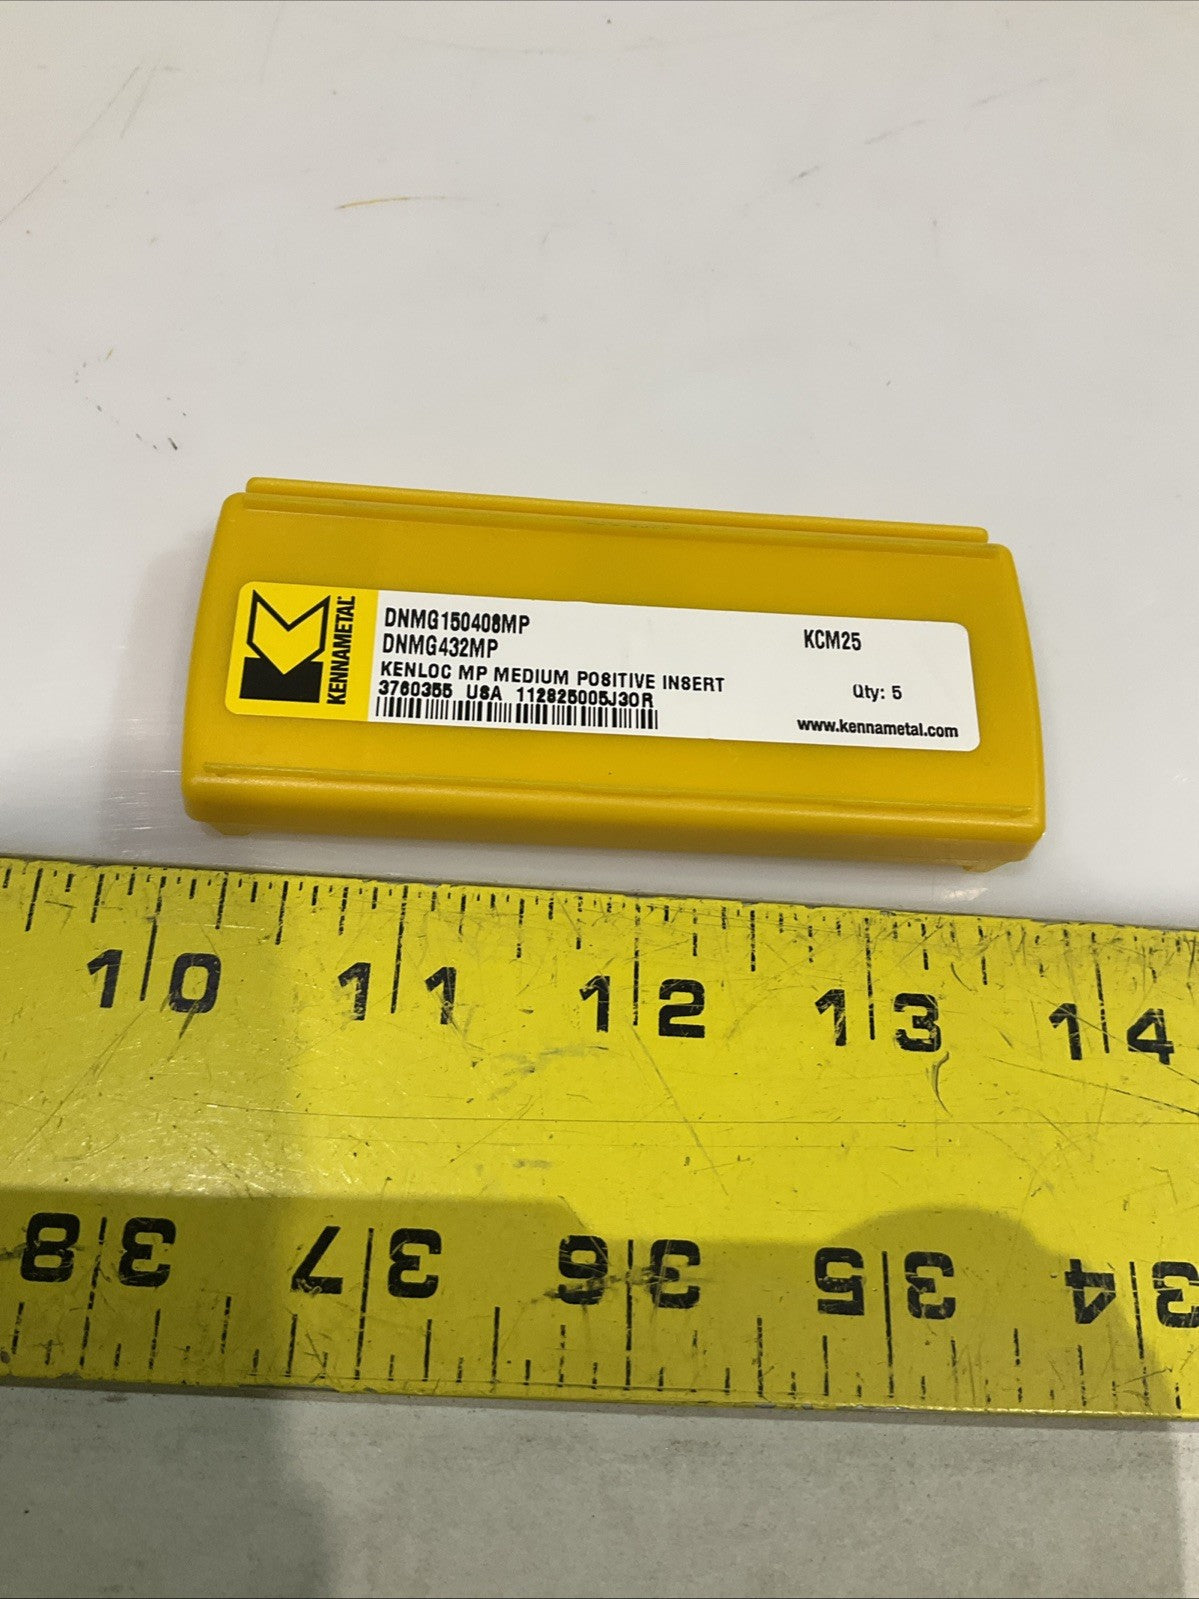 KENNAMETAL
DNMG150408MP
DNMG432MP
KCM25
KENLOC MP MEDIUM POSITIVE INSERT
3760355 USA 112825005J30R
Qty: 5
www.kennametal.com
10 11 12 13 14
38 37 36 35 34